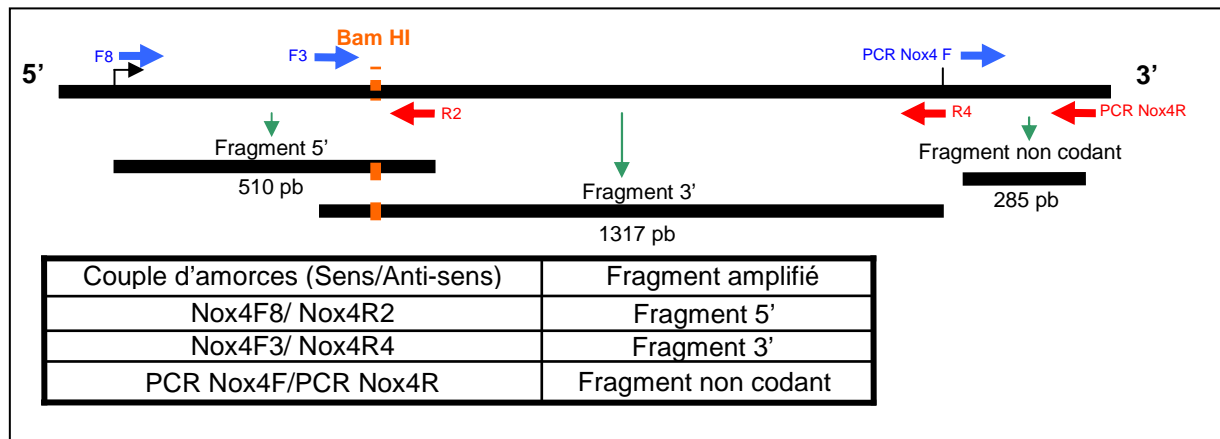 Bam HI
F8
F3
PCR Nox4 F
5’
3’
R2
R4
PCR Nox4R
Fragment 5’
Fragment non codant
510 pb
Fragment 3’
285 pb
1317 pb
Couple d’amorces (Sens/Anti-sens) Fragment amplifié
Nox4F8/ Nox4R2 Fragment 5’
Nox4F3/ Nox4R4 Fragment 3’
PCR Nox4F/PCR Nox4R Fragment non codant